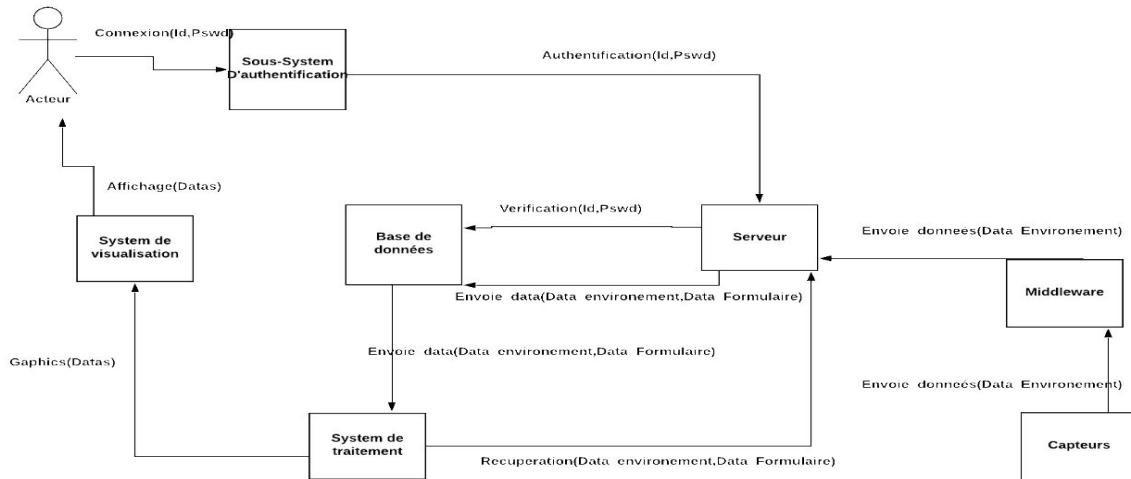 Connexion(Id,Pswd)
Sous-System
D'authentification
Authentification(Id,Pswd)
Acteur
Affichage(Datas)
System de
visualisation
Base de
données
Verification(Id,Pswd)
Serveur
Envoie donneés(Data Environement)
Middleware
Envoie data(Data environement,Data Formulaire)
Envoie data(Data environement,Data Formulaire)
Gaphics(Datas)
Envoie donneés(Data Environement)
System de
traitement
Recuperation(Data environement,Data Formulaire)
Capteurs